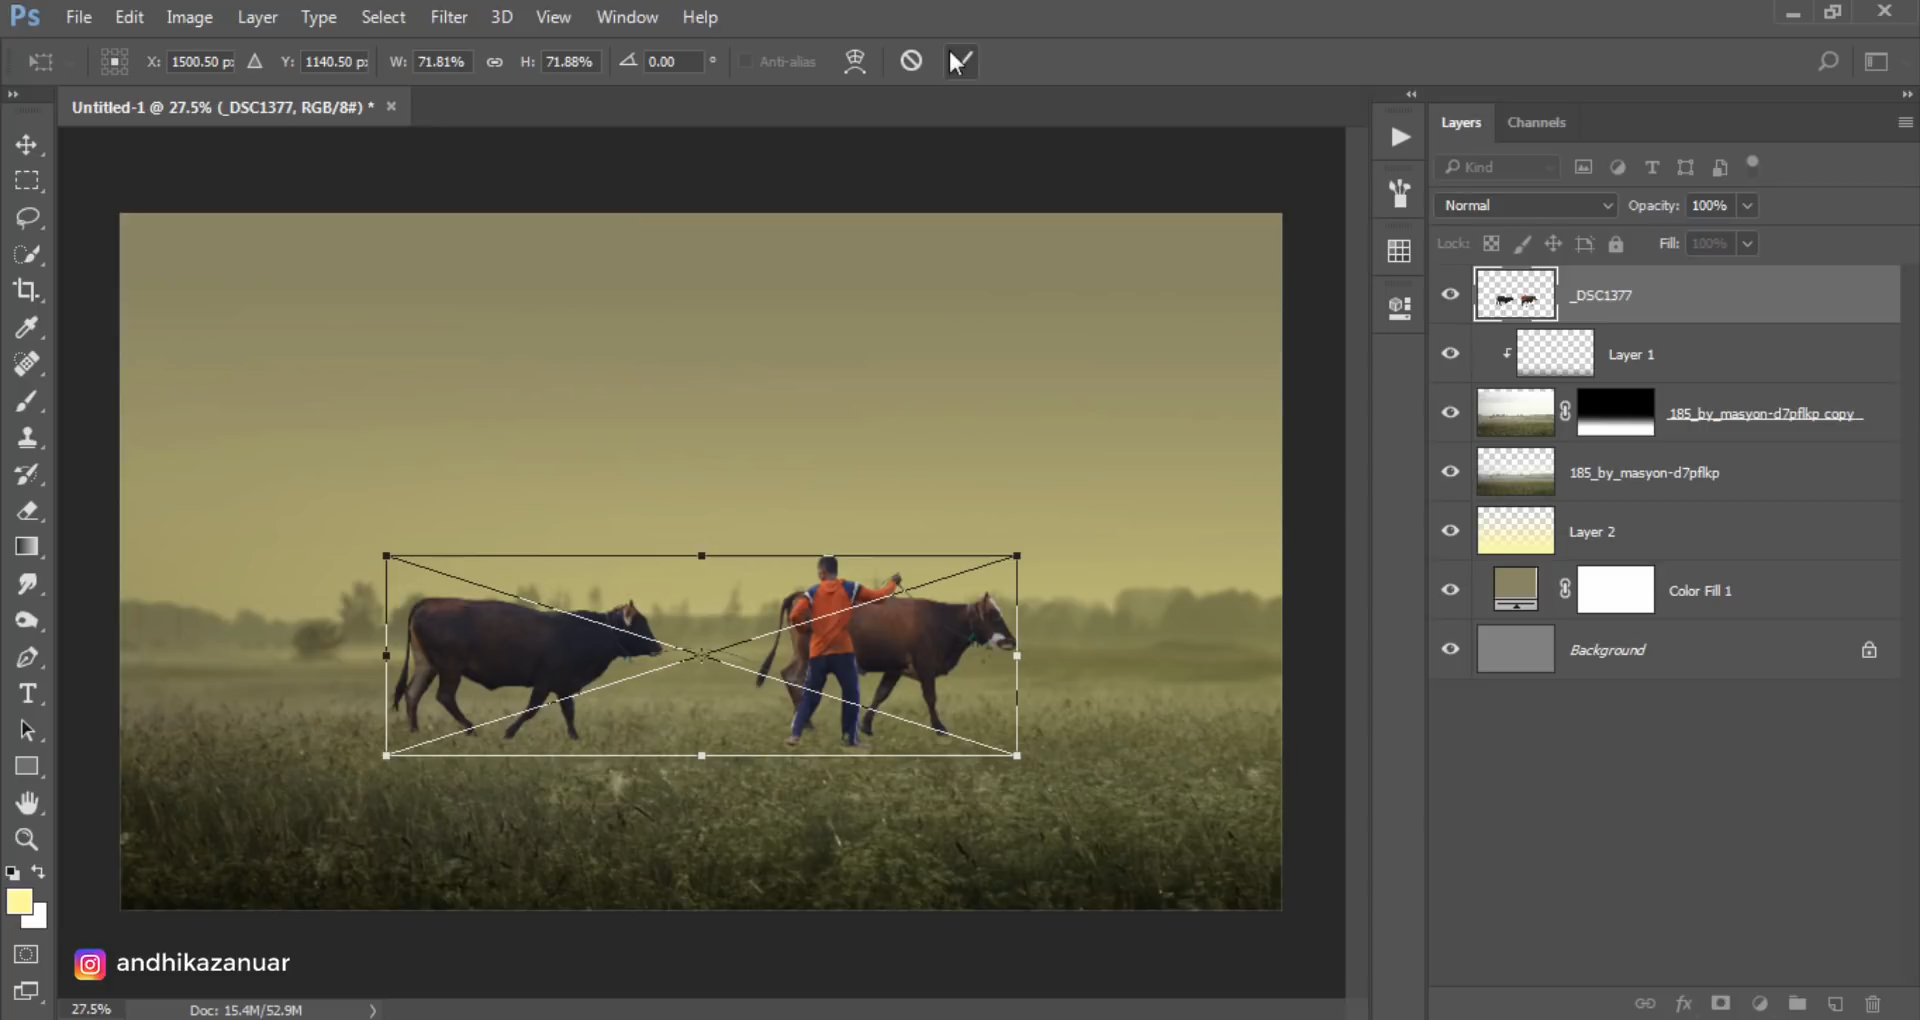 Ps File Edit Image Layer Type Select Filter 3D View Window Help
X: 1500.50 px Y: 1140.50 px W: 71.81% H: 71.88% 0.00 ° Anti-alias
Untitled-1 @ 27.5% (_DSC1377, RGB/8#) * ×
Layers Channels
Kind
Normal Opacity: 100%
Lock: Fill: 100%
_DSC1377
Layer 1
185_by_masyon-d7pflkp copy
185_by_masyon-d7pflkp
Layer 2
Color Fill 1
Background
andhikazanuar
27.5% Doc: 15.4M/52.9M
fx